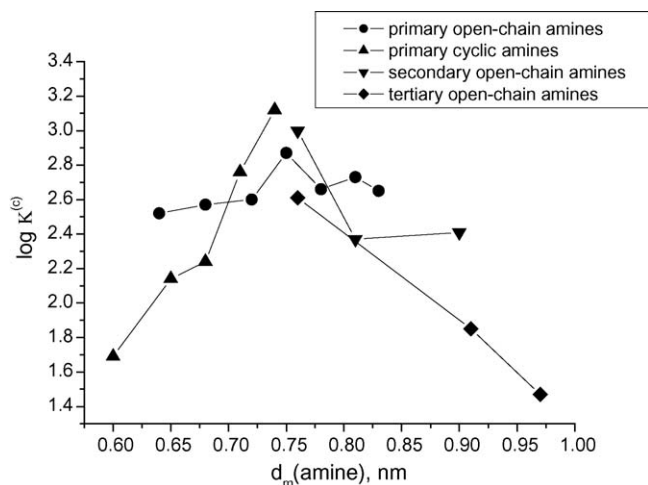 primary open-chain amines
primary cyclic amines
secondary open-chain amines
tertiary open-chain amines
3.4
3.2
3.0
2.8
2.6
2.4
2.2
2.0
1.8
1.6
1.4
log K(c)
0.60 0.65 0.70 0.75 0.80 0.85 0.90 0.95 1.00
dm(amine), nm